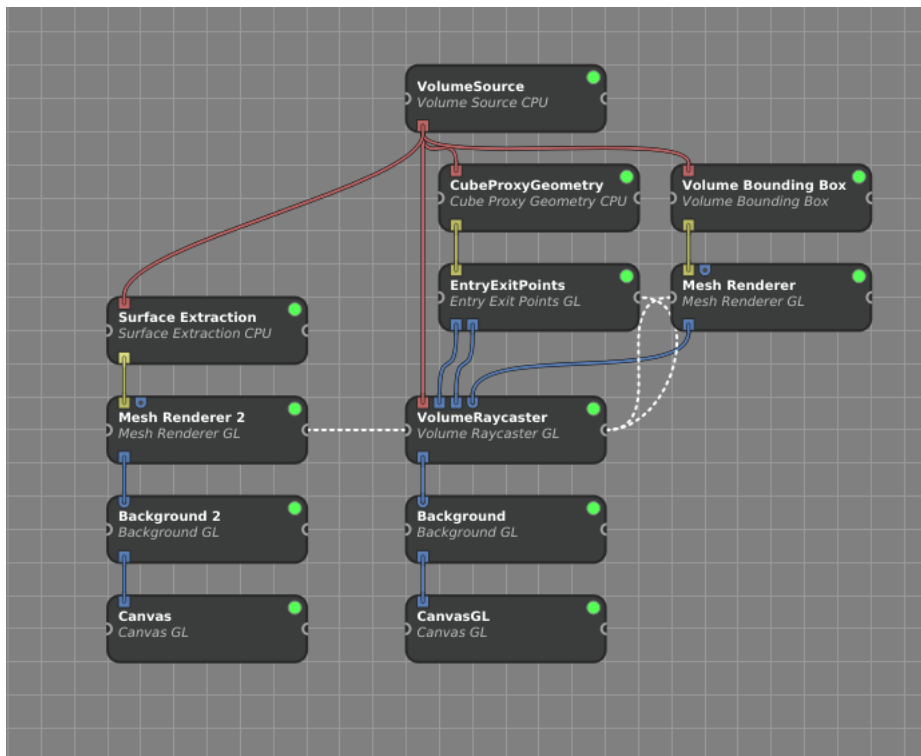 VolumeSource
Volume Source CPU
CubeProxyGeometry
Cube Proxy Geometry CPU
Volume Bounding Box
Volume Bounding Box
EntryExitPoints
Entry Exit Points GL
Mesh Renderer
Mesh Renderer GL
Surface Extraction
Surface Extraction CPU
Mesh Renderer 2
Mesh Renderer GL
VolumeRaycaster
Volume Raycaster GL
Background 2
Background GL
Background
Background GL
Canvas
Canvas GL
CanvasGL
Canvas GL